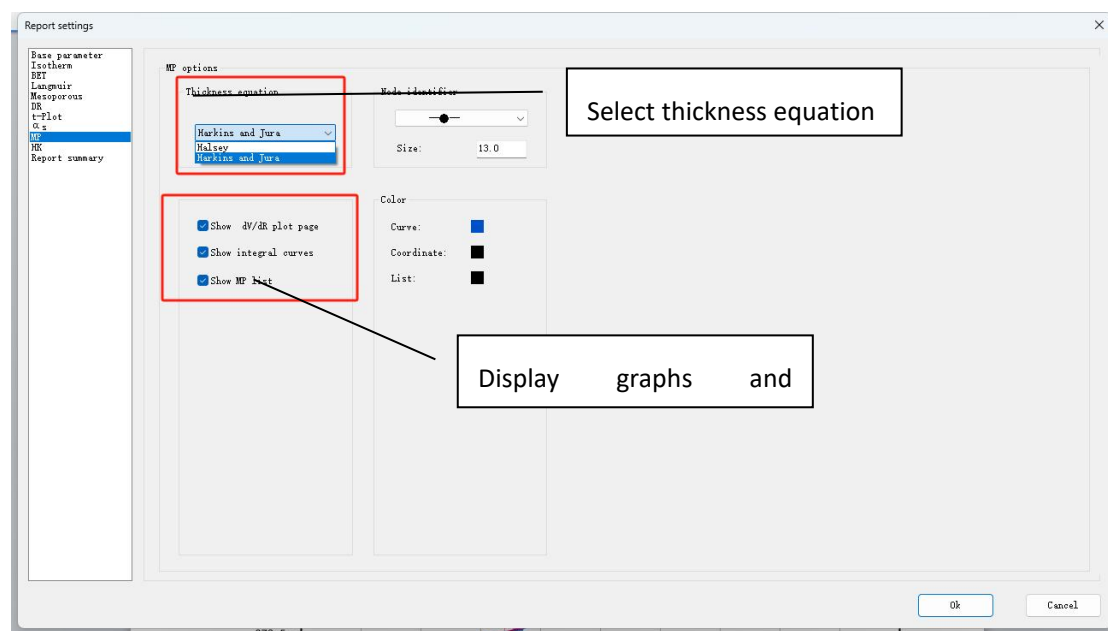 Report settings
Base parameter
Isotherm
BET
Langmuir
Mesoporous
DR
t-Plot
αs
MP
HK
Report summary
MP options
Thickness equation
Harkins and Jura
Halsey
Harkins and Jura
Node identifier
Size: 13.0
Select thickness equation
Show dV/dR plot page
Show integral curves
Show MP list
Color
Curve:
Coordinate:
List:
Display graphs and
Ok
Cancel